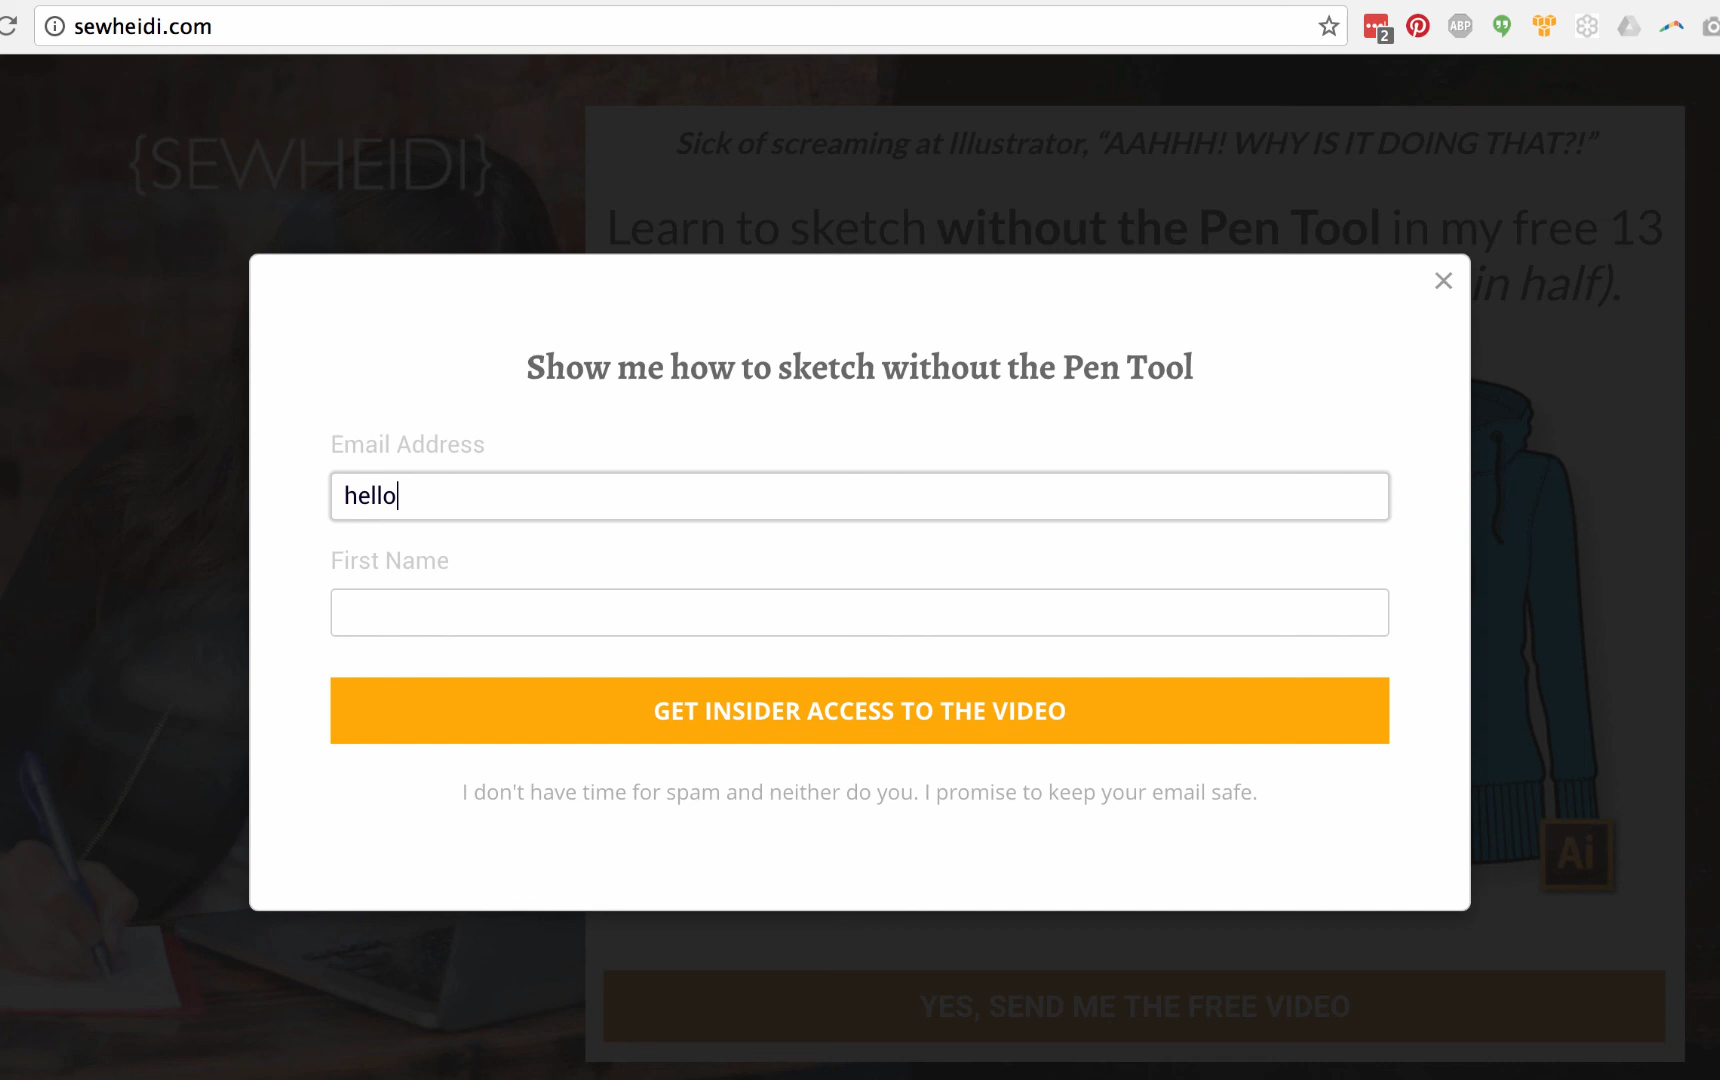 sewheidi.com
2
ABP
{SEWHEIDI}
Sick of screaming at Illustrator, “AAHHH! WHY IS IT DOING THAT?!”
Learn to sketch without the Pen Tool in my free 13
in half).
×
Show me how to sketch without the Pen Tool
Email Address
hello
First Name
GET INSIDER ACCESS TO THE VIDEO
I don't have time for spam and neither do you. I promise to keep your email safe.
Ai
YES, SEND ME THE FREE VIDEO